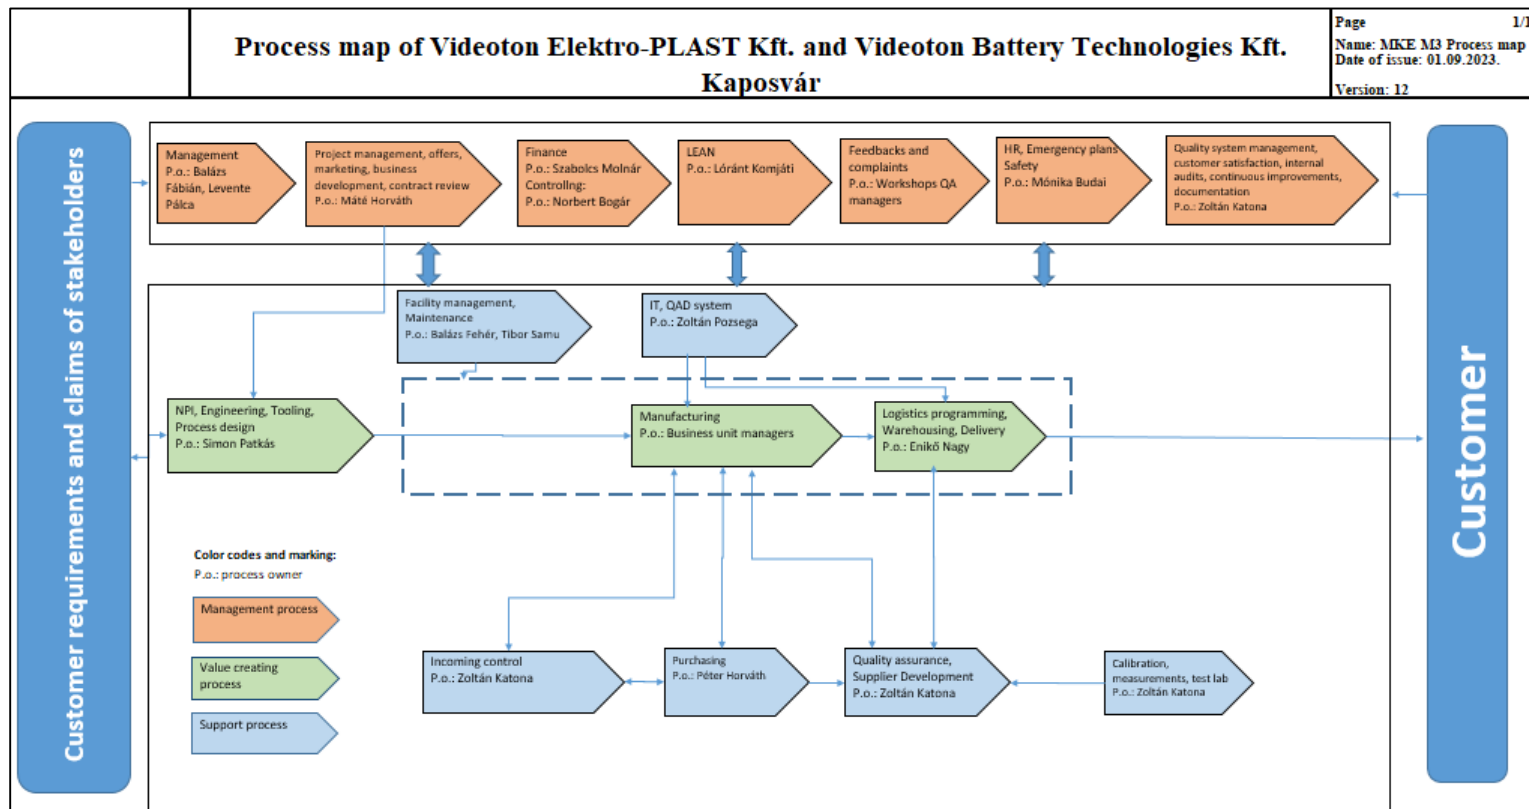 Process map of Videoton Elektro-PLAST Kft. and Videoton Battery Technologies Kft.
Kaposvár
Page 1/1
Name: MKE M3 Process map
Date of issue: 01.09.2023.
Version: 12
Customer requirements and claims of stakeholders
Management
P.o.: Balázs
Fábián, Levente
Pálca
Project management, offers,
marketing, business
development, contract review
P.o.: Máté Horváth
Finance
P.o.: Szabolcs Molnár
Controllng:
P.o.: Norbert Bogár
LEAN
P.o.: Lóránt Komjáti
Feedbacks and
complaints
P.o.: Workshops QA
managers
HR, Emergency plans
Safety
P.o.: Mónika Budai
Quality system management,
customer satisfaction, internal
audits, continuous improvements,
documentation
P.o.: Zoltán Katona
Facility management,
Maintenance
P.o.: Balázs Fehér, Tibor Samu
IT, QAD system
P.o.: Zoltán Pozsega
NPI, Engineering, Tooling,
Process design
P.o.: Simon Patkás
Manufacturing
P.o.: Business unit managers
Logistics programming,
Warehousing, Delivery
P.o.: Enikő Nagy
Color codes and marking:
P.o.: process owner
Management process
Value creating
process
Support process
Incoming control
P.o.: Zoltán Katona
Purchasing
P.o.: Péter Horváth
Quality assurance,
Supplier Development
P.o.: Zoltán Katona
Calibration,
measurements, test lab
P.o.: Zoltán Katona
Customer